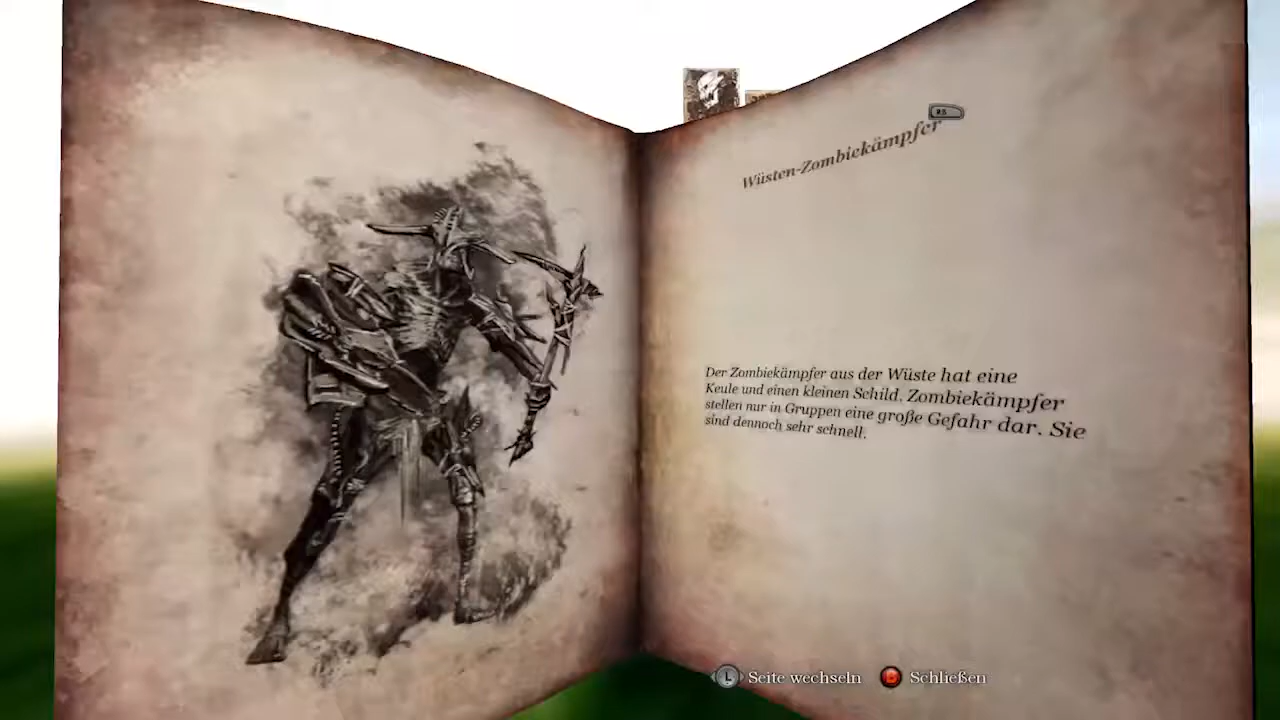 Wüsten-Zombiekämpfer
Der Zombiekämpfer aus der Wüste hat eine
Keule und einen kleinen Schild. Zombiekämpfer
stellen nur in Gruppen eine große Gefahr dar. Sie
sind dennoch sehr schnell.
L Seite wechseln B Schließen